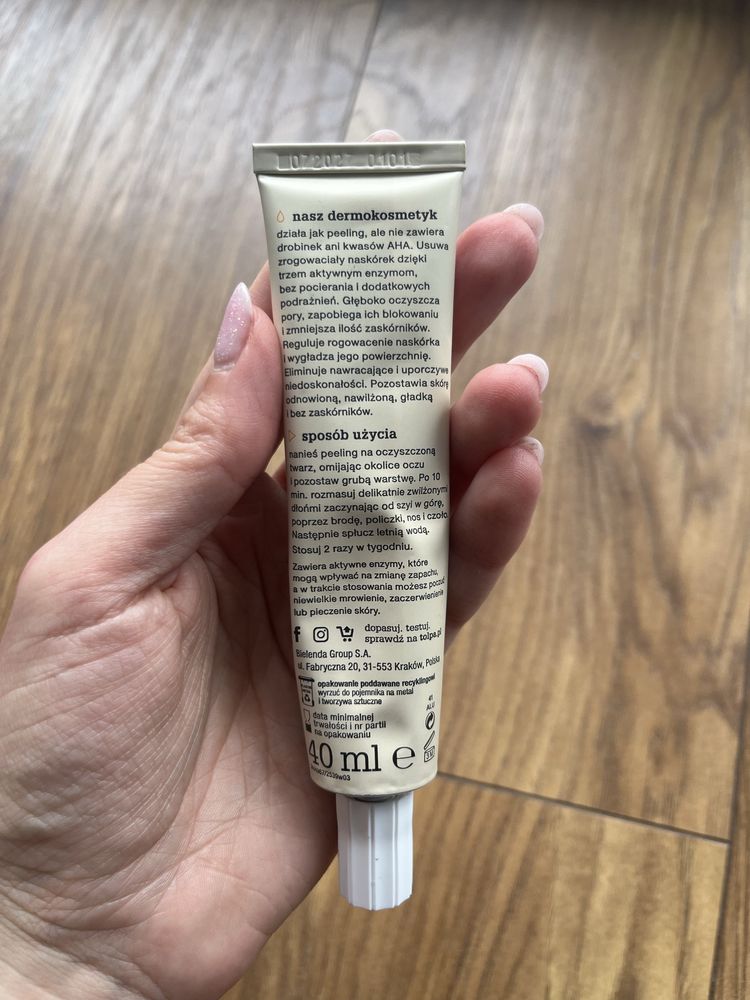 072027 0101
nasz dermokosmetyk
działa jak peeling, ale nie zawiera
drobinek ani kwasów AHA. Usuwa
zrogowaciały naskórek dzięki
trzem aktywnym enzymom,
bez pocierania i dodatkowych
podrażnień. Głęboko oczyszcza
pory, zapobiega ich blokowaniu
i zmniejsza ilość zaskórników.
Reguluje rogowacenie naskórka
i wygładza jego powierzchnię.
Eliminuje nawracające i uporczywe
niedoskonałości. Pozostawia skórę
odnowioną, nawilżoną, gładką
i bez zaskórników.
sposób użycia
nanieś peeling na oczyszczoną
twarz, omijając okolice oczu
i pozostaw grubą warstwę. Po 10
min. rozmasuj delikatnie zwilżonymi
dłońmi zaczynając od szyi w górę,
poprzez brodę, policzki, nos i czoło.
Następnie spłucz letnią wodą.
Stosuj 2 razy w tygodniu.
Zawiera aktywne enzymy, które
mogą wpływać na zmianę zapachu,
a w trakcie stosowania możesz poczuć
niewielkie mrowienie, zaczerwienienie
lub pieczenie skóry.
dopasuj. testuj.
sprawdź na tolpa.pl
Bielenda Group S.A.
ul. Fabryczna 20, 31-553 Kraków, Polska
opakowanie poddawane recyklingowi
wyrzuć do pojemnika na metal
i tworzywa sztuczne
41
ALU
data minimalnej
trwałości i nr partii
na opakowaniu
3 M
40 ml e